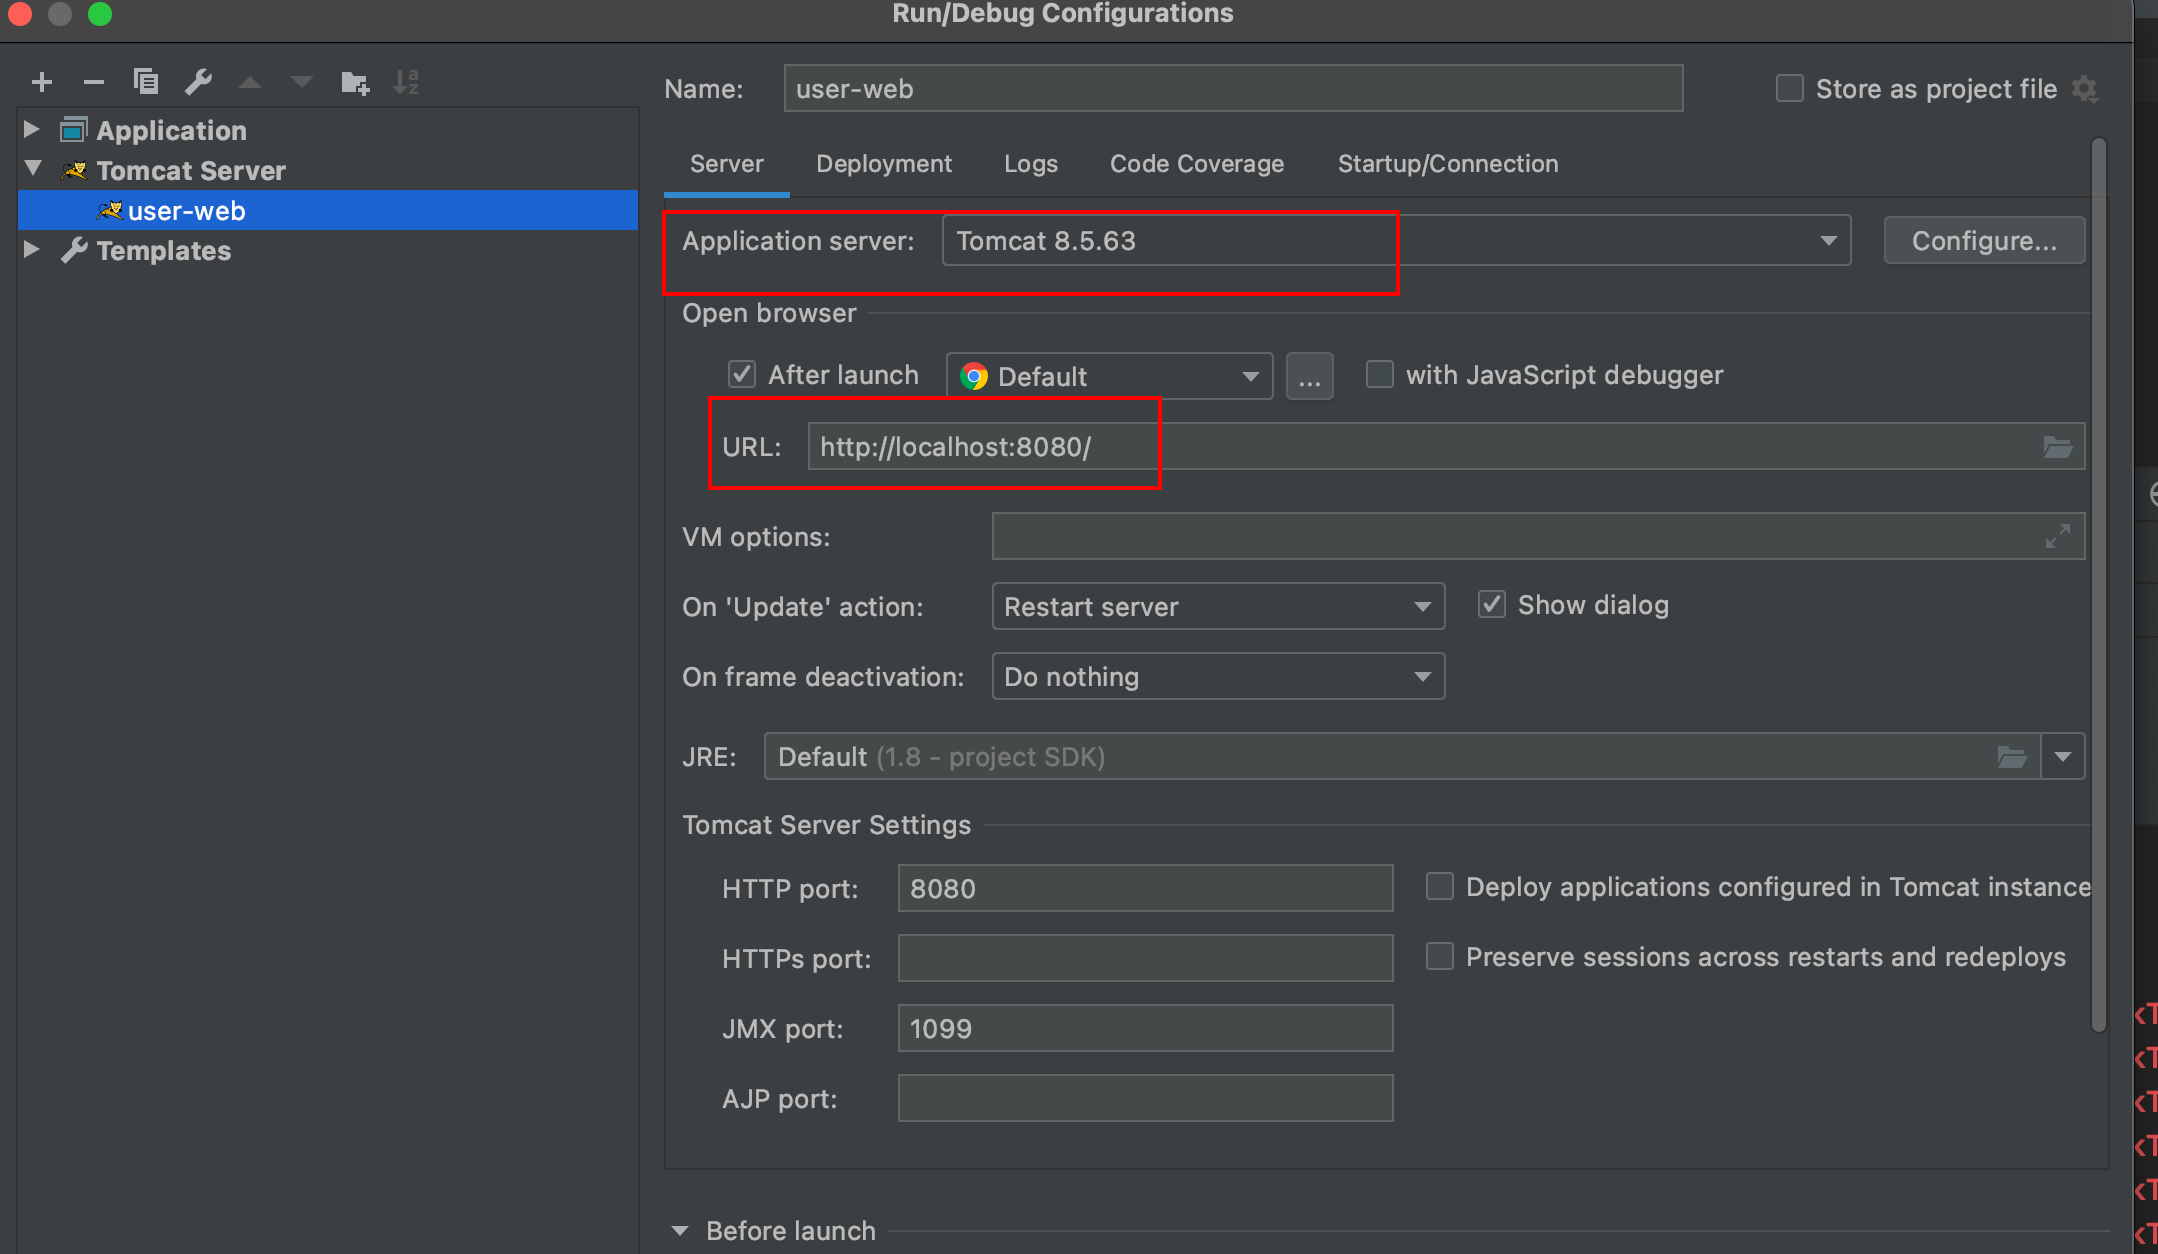 Run/Debug Configurations
Application
Tomcat Server
user-web
Templates
Name: user-web Store as project file
Server Deployment Logs Code Coverage Startup/Connection
Application server: Tomcat 8.5.63 Configure...
Open browser
After launch Default ... with JavaScript debugger
URL: http://localhost:8080/
VM options:
On 'Update' action: Restart server Show dialog
On frame deactivation: Do nothing
JRE: Default (1.8 - project SDK)
Tomcat Server Settings
HTTP port: 8080 Deploy applications configured in Tomcat instance
HTTPs port: Preserve sessions across restarts and redeploys
JMX port: 1099
AJP port:
Before launch